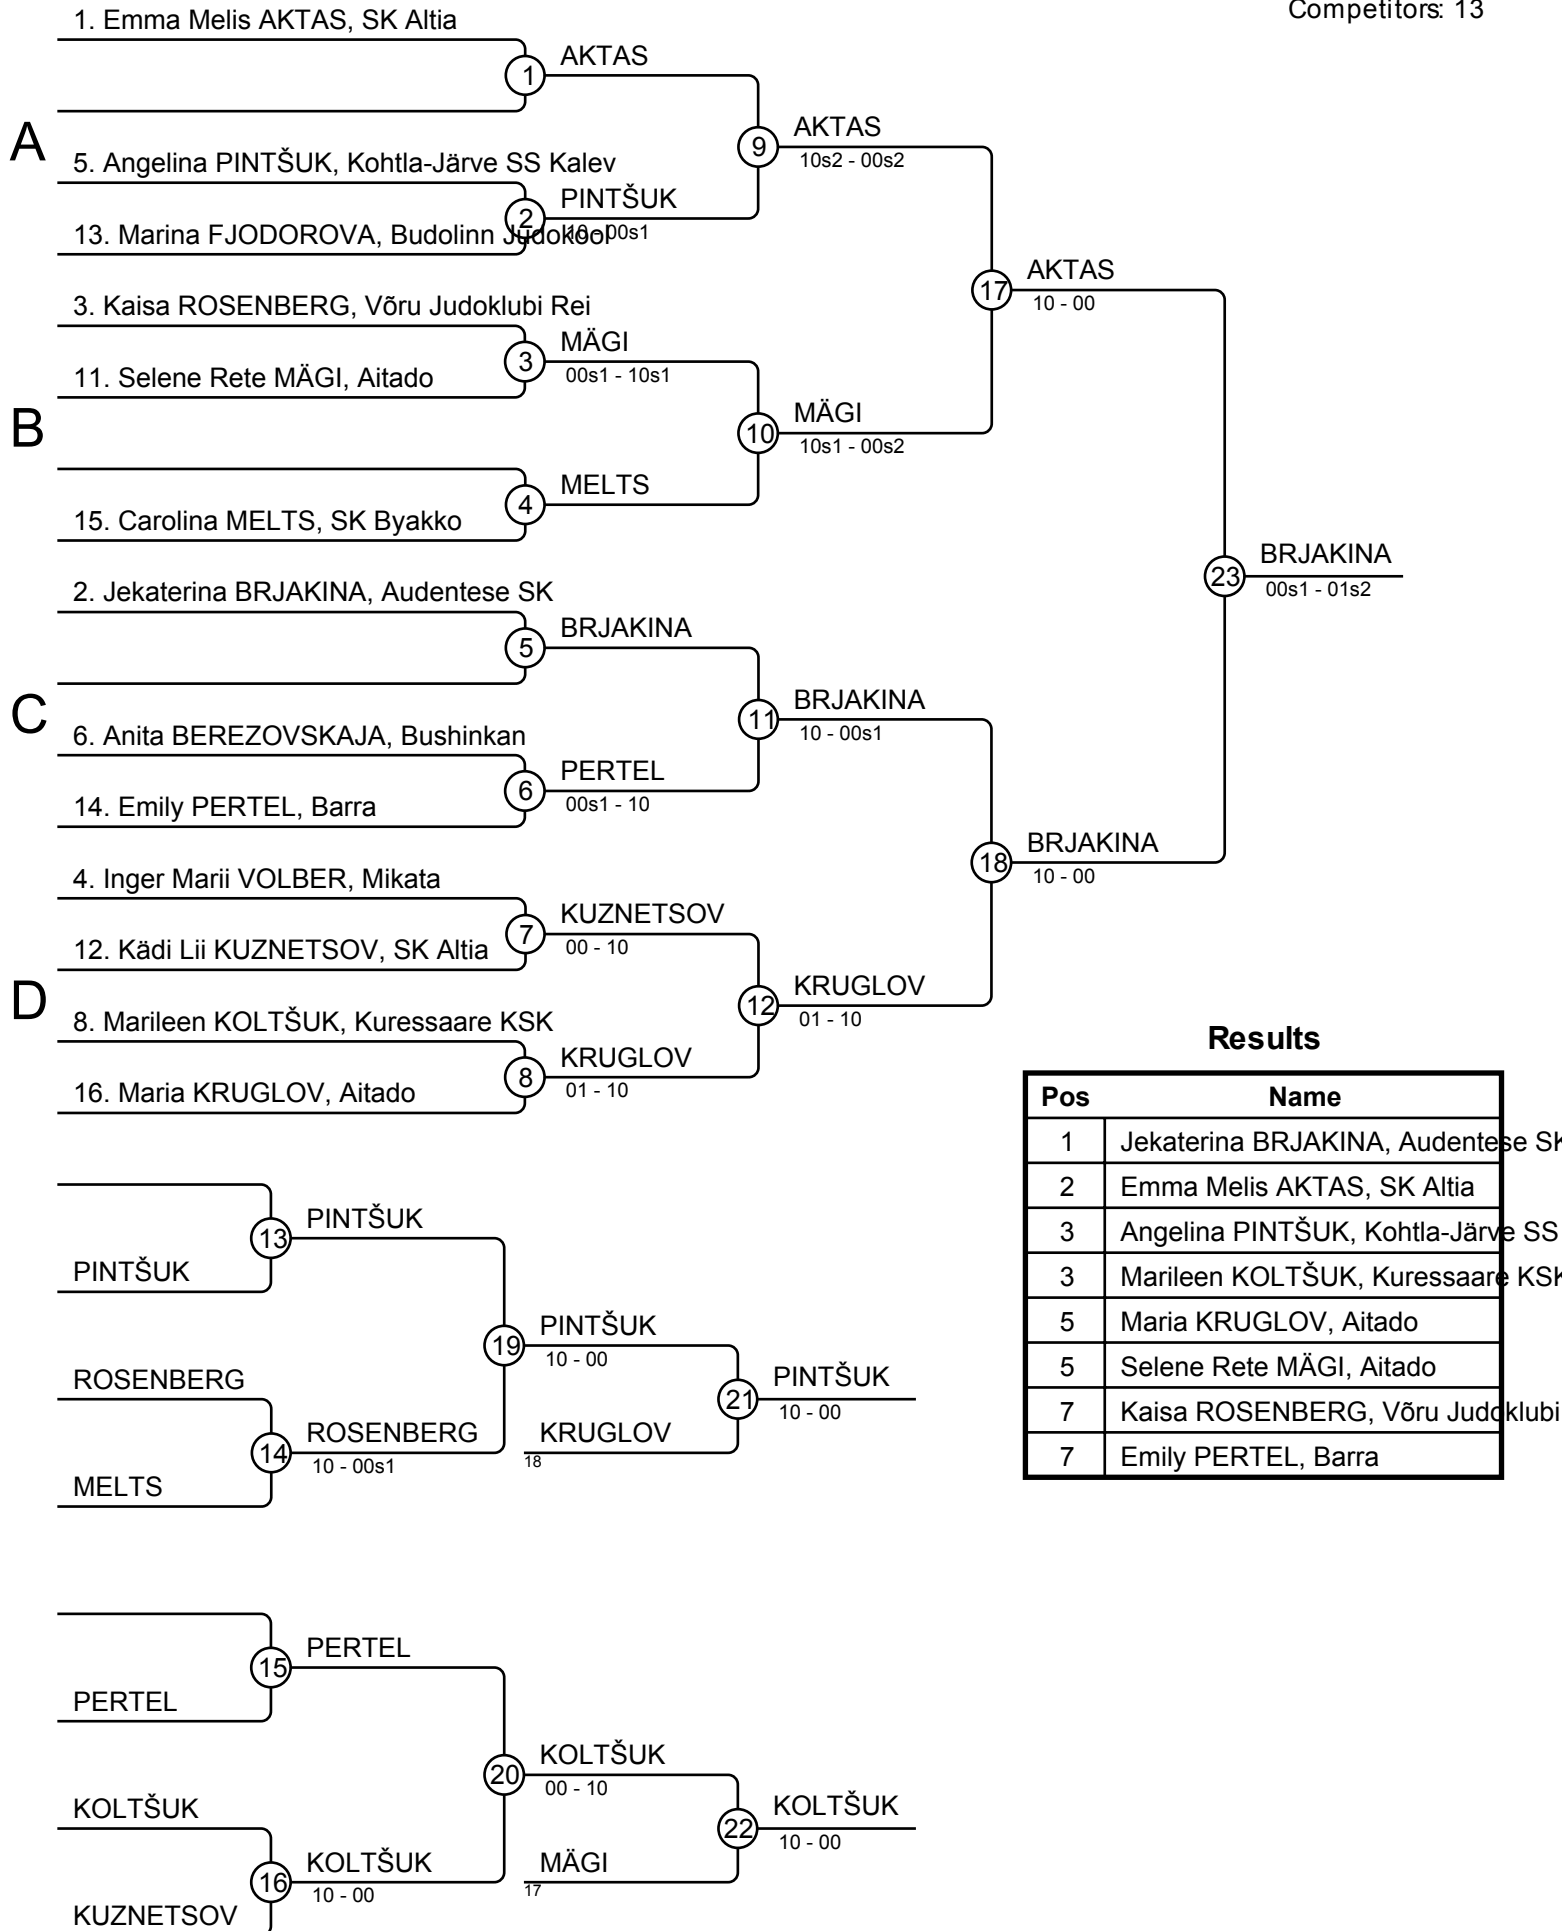 Competitors: 13
1. Emma Melis AKTAS, SK Altia
1
AKTAS
A
9
AKTAS
10s2 - 00s2
5. Angelina PINTŠUK, Kohtla-Järve SS Kalev
2
PINTŠUK
10 - 00s1
13. Marina FJODOROVA, Budolinn Judokool
17
AKTAS
10 - 00
3. Kaisa ROSENBERG, Võru Judoklubi Rei
3
MÄGI
00s1 - 10s1
11. Selene Rete MÄGI, Aitado
B
10
MÄGI
10s1 - 00s2
4
MELTS
15. Carolina MELTS, SK Byakko
23
BRJAKINA
00s1 - 01s2
2. Jekaterina BRJAKINA, Audentese SK
5
BRJAKINA
C
11
BRJAKINA
10 - 00s1
6. Anita BEREZOVSKAJA, Bushinkan
6
PERTEL
00s1 - 10
14. Emily PERTEL, Barra
18
BRJAKINA
10 - 00
4. Inger Marii VOLBER, Mikata
7
KUZNETSOV
00 - 10
12. Kädi Lii KUZNETSOV, SK Altia
D
12
KRUGLOV
01 - 10
8. Marileen KOLTŠUK, Kuressaare KSK
8
KRUGLOV
01 - 10
16. Maria KRUGLOV, Aitado
Results
Pos Name
1 Jekaterina BRJAKINA, Audentese SK
2 Emma Melis AKTAS, SK Altia
3 Angelina PINTŠUK, Kohtla-Järve SS
3 Marileen KOLTŠUK, Kuressaare KSK
5 Maria KRUGLOV, Aitado
5 Selene Rete MÄGI, Aitado
7 Kaisa ROSENBERG, Võru Judoklubi
7 Emily PERTEL, Barra
13
PINTŠUK
PINTŠUK
19
PINTŠUK
10 - 00
ROSENBERG
14
ROSENBERG
10 - 00s1
MELTS
21
PINTŠUK
10 - 00
KRUGLOV
18
15
PERTEL
PERTEL
20
KOLTŠUK
00 - 10
KOLTŠUK
16
KOLTŠUK
10 - 00
KUZNETSOV
22
KOLTŠUK
10 - 00
MÄGI
17